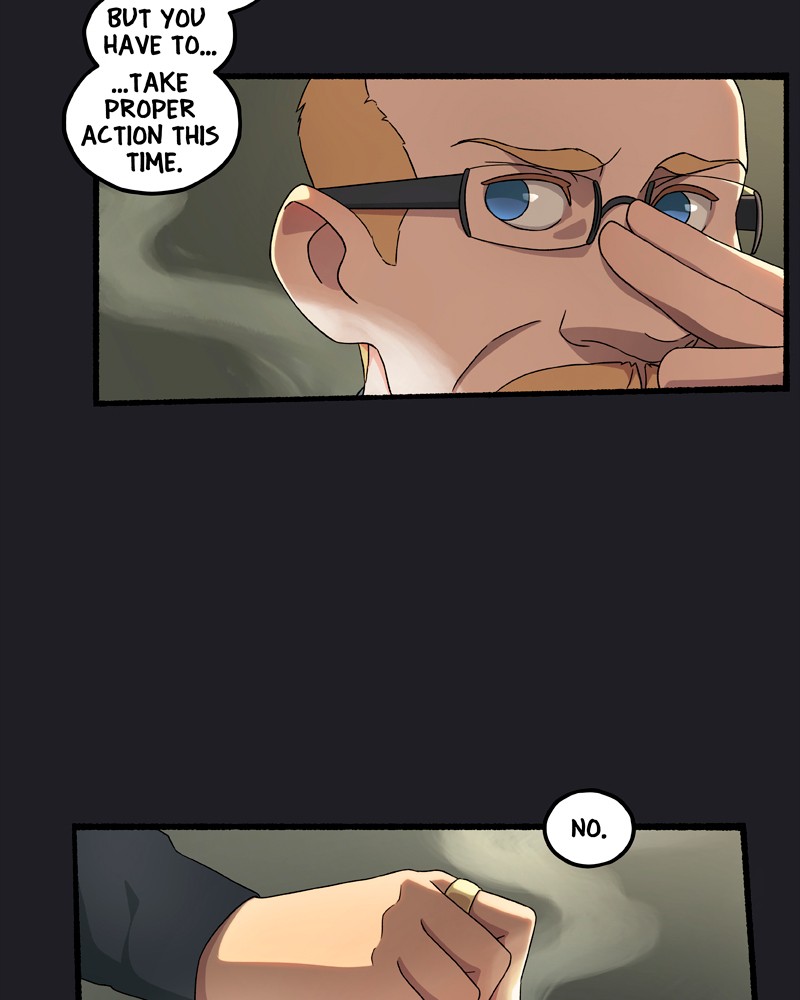 BUT YOU
HAVE TO...
...TAKE
PROPER
ACTION THIS
TIME.
NO.